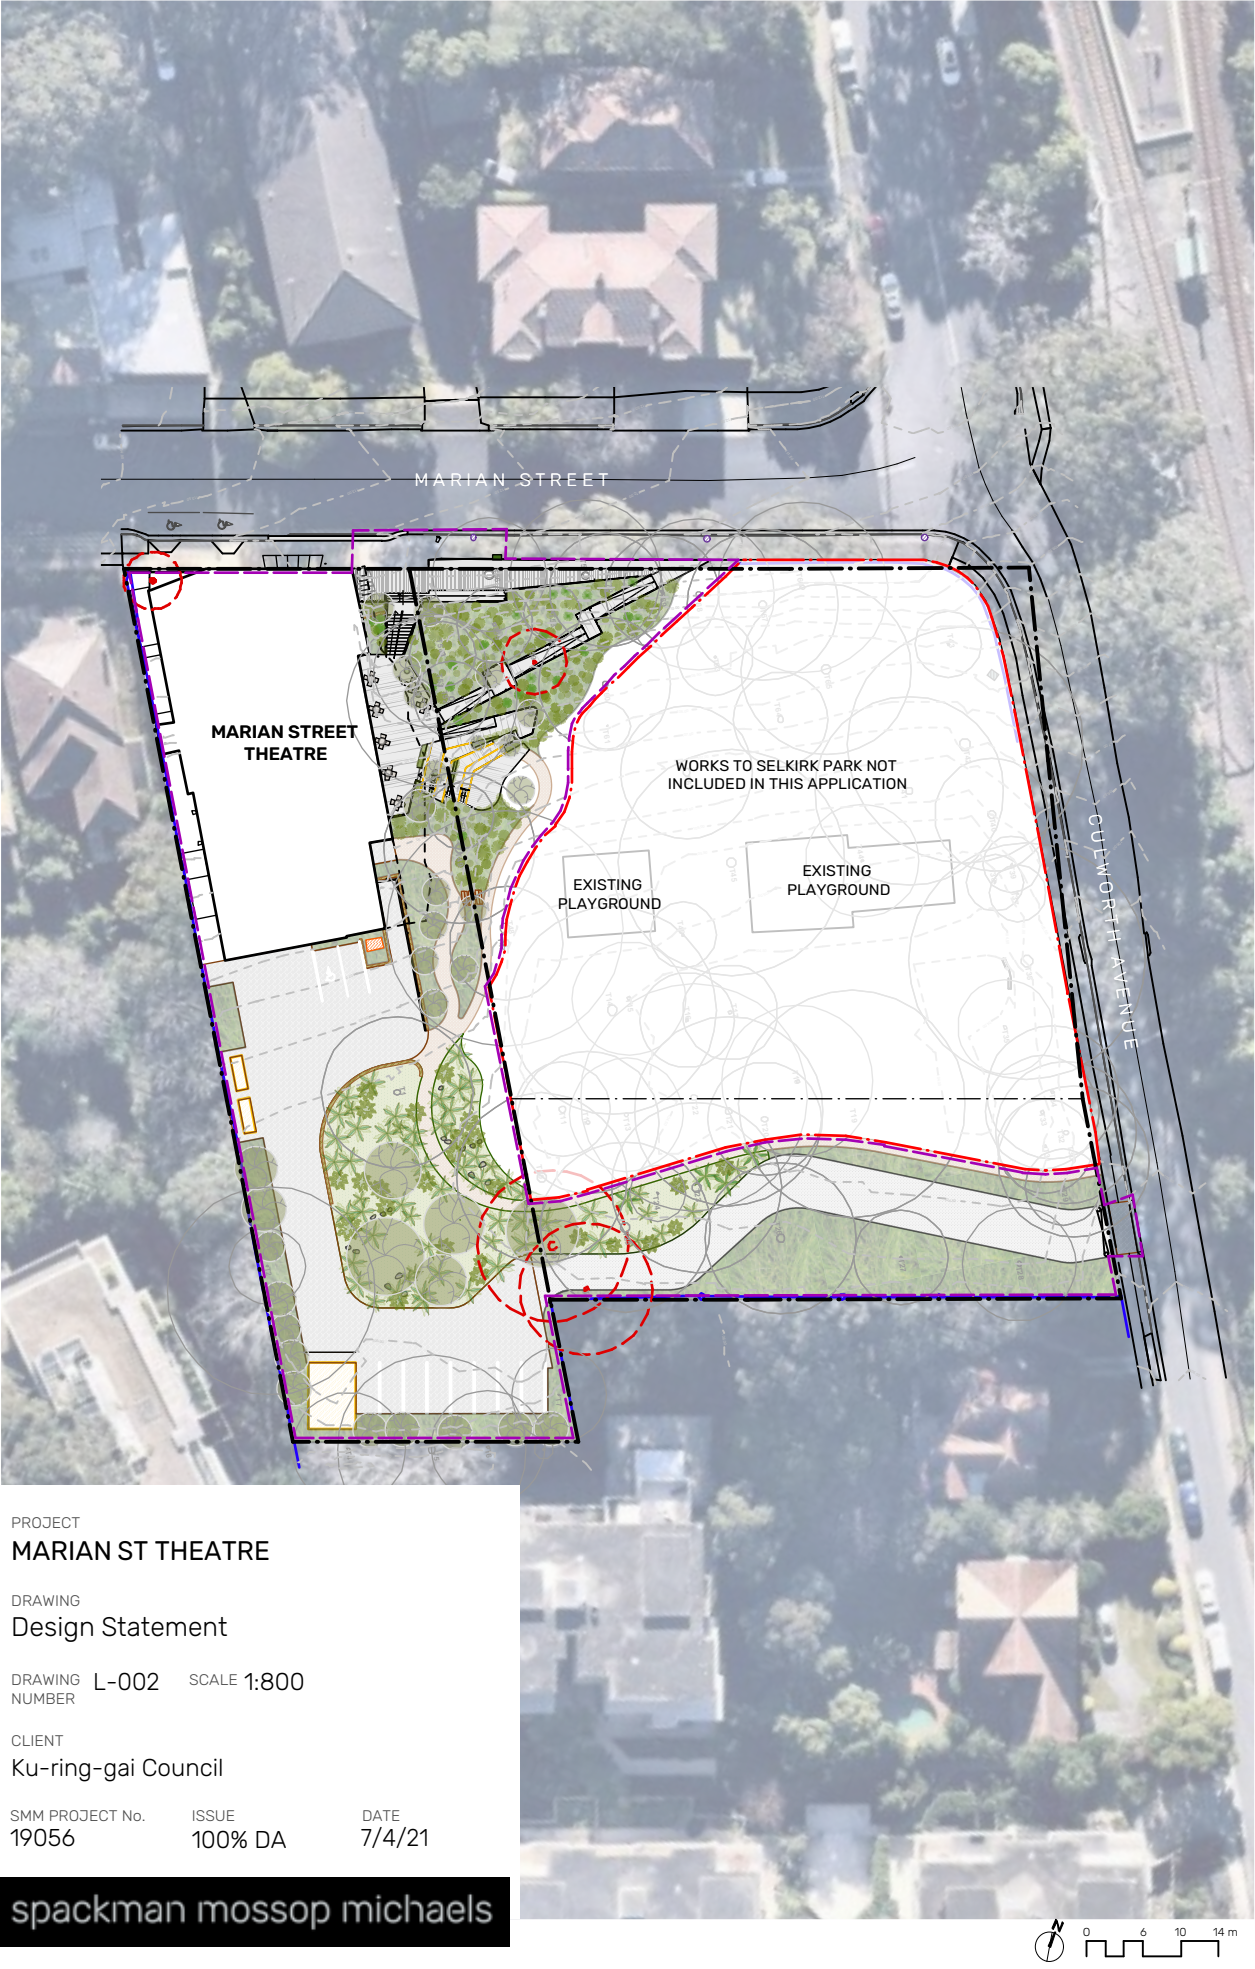 MARIAN STREET
MARIAN STREET
THEATRE
WORKS TO SELKIRK PARK NOT
INCLUDED IN THIS APPLICATION
EXISTING
PLAYGROUND
EXISTING
PLAYGROUND
CULWORTH AVENUE
C
PROJECT
MARIAN ST THEATRE
DRAWING
Design Statement
DRAWING NUMBER L-002 SCALE 1:800
CLIENT
Ku-ring-gai Council
SMM PROJECT No. ISSUE DATE
19056 100% DA 7/4/21
spackman mossop michaels
N
0 6 10 14 m